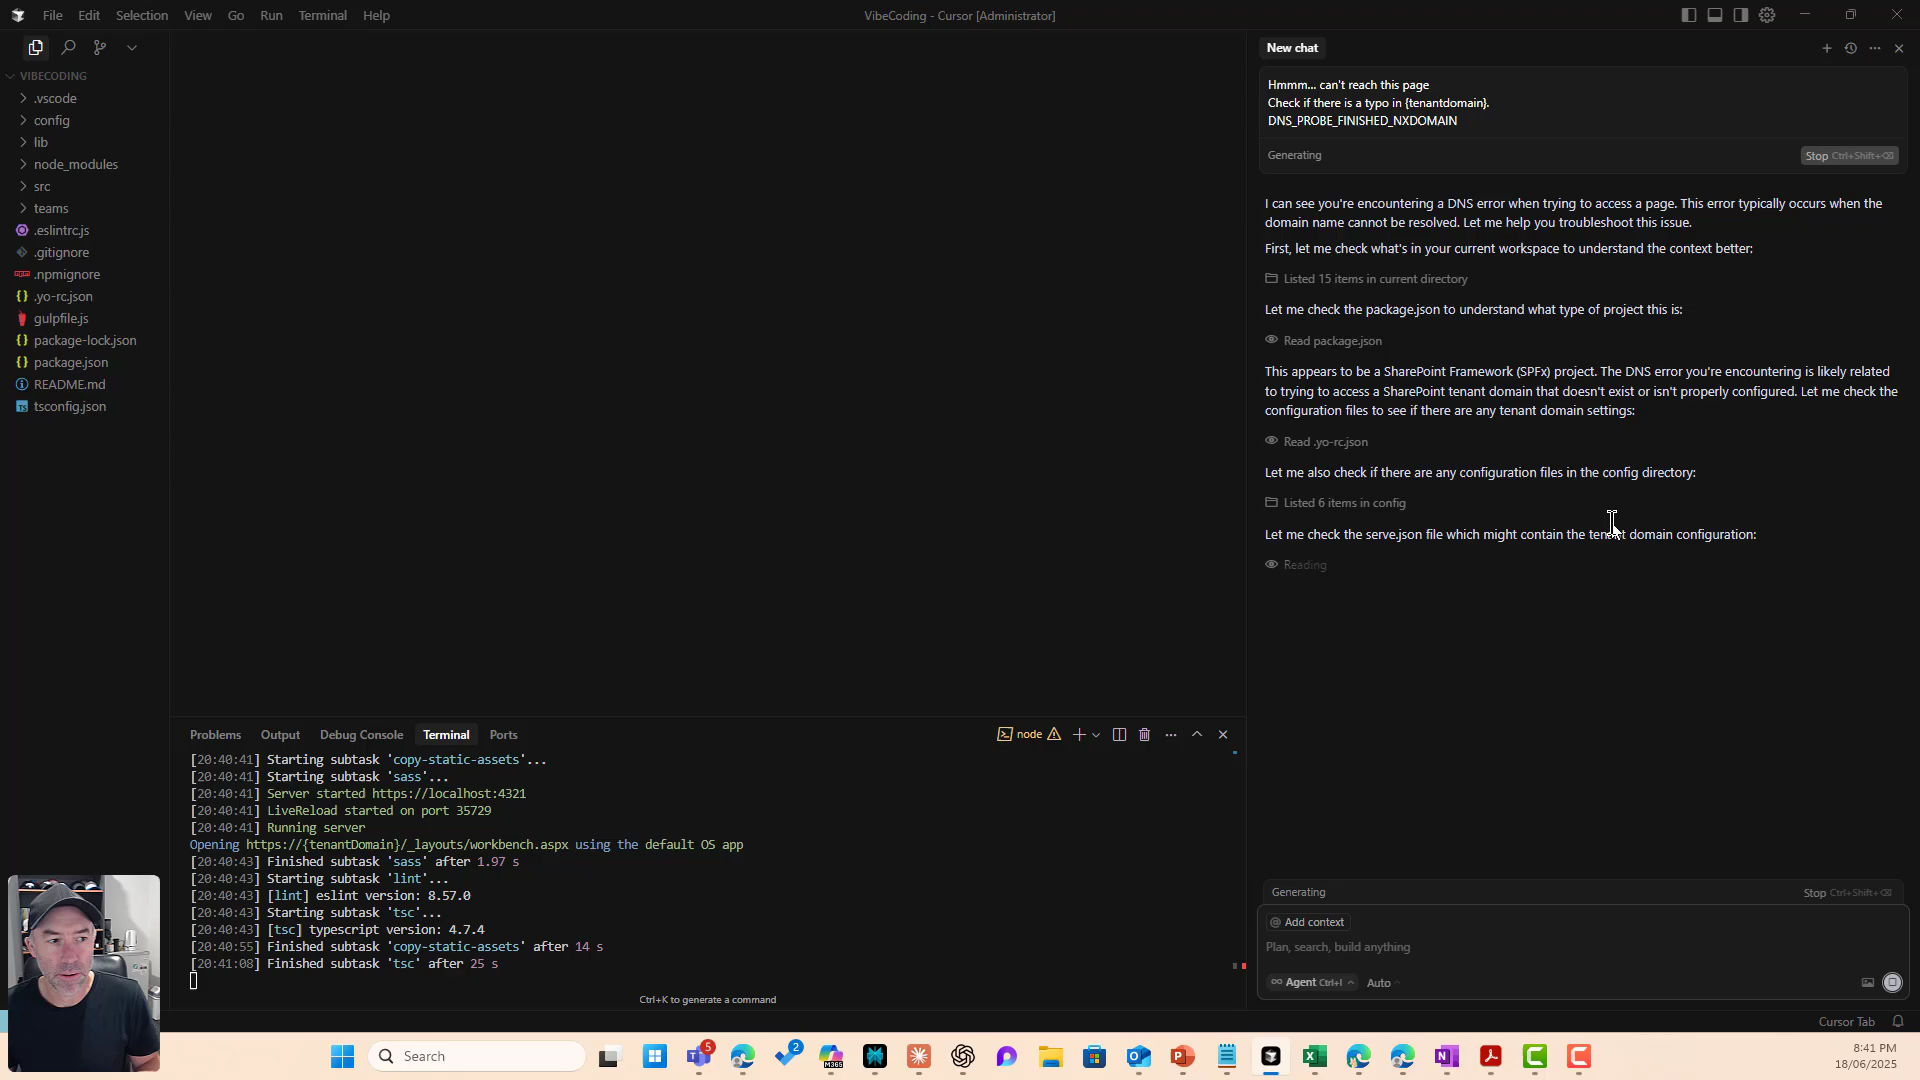 File Edit Selection View Go Run Terminal Help
VibeCoding - Cursor [Administrator]
VIBECODING
.vscode
config
lib
node_modules
src
teams
.eslintrc.js
.gitignore
.npmignore
.yo-rc.json
gulpfile.js
package-lock.json
package.json
README.md
tsconfig.json
Problems Output Debug Console Terminal Ports
node
[20:40:41] Starting subtask 'copy-static-assets'...
[20:40:41] Starting subtask 'sass'...
[20:40:41] Server started https://localhost:4321
[20:40:41] LiveReload started on port 35729
[20:40:41] Running server
Opening https://{tenantDomain}/_layouts/workbench.aspx using the default OS app
[20:40:43] Finished subtask 'sass' after 1.97 s
[20:40:43] Starting subtask 'lint'...
[20:40:43] [lint] eslint version: 8.57.0
[20:40:43] Starting subtask 'tsc'...
[20:40:43] [tsc] typescript version: 4.7.4
[20:40:55] Finished subtask 'copy-static-assets' after 14 s
[20:41:08] Finished subtask 'tsc' after 25 s
Ctrl+K to generate a command
New chat
Hmmm... can't reach this page
Check if there is a typo in {tenantdomain}.
DNS_PROBE_FINISHED_NXDOMAIN
Generating
Stop Ctrl+Shift+⌫
I can see you're encountering a DNS error when trying to access a page. This error typically occurs when the
domain name cannot be resolved. Let me help you troubleshoot this issue.
First, let me check what's in your current workspace to understand the context better:
Listed 15 items in current directory
Let me check the package.json to understand what type of project this is:
Read package.json
This appears to be a SharePoint Framework (SPFx) project. The DNS error you're encountering is likely related
to trying to access a SharePoint tenant domain that doesn't exist or isn't properly configured. Let me check the
configuration files to see if there are any tenant domain settings:
Read .yo-rc.json
Let me also check if there are any configuration files in the config directory:
Listed 6 items in config
Let me check the serve.json file which might contain the tenant domain configuration:
Reading
Generating
Stop Ctrl+Shift+⌫
@ Add context
Plan, search, build anything
∞ Agent Ctrl+I
Auto
Cursor Tab
Search
5
2
M365
8:41 PM
18/06/2025